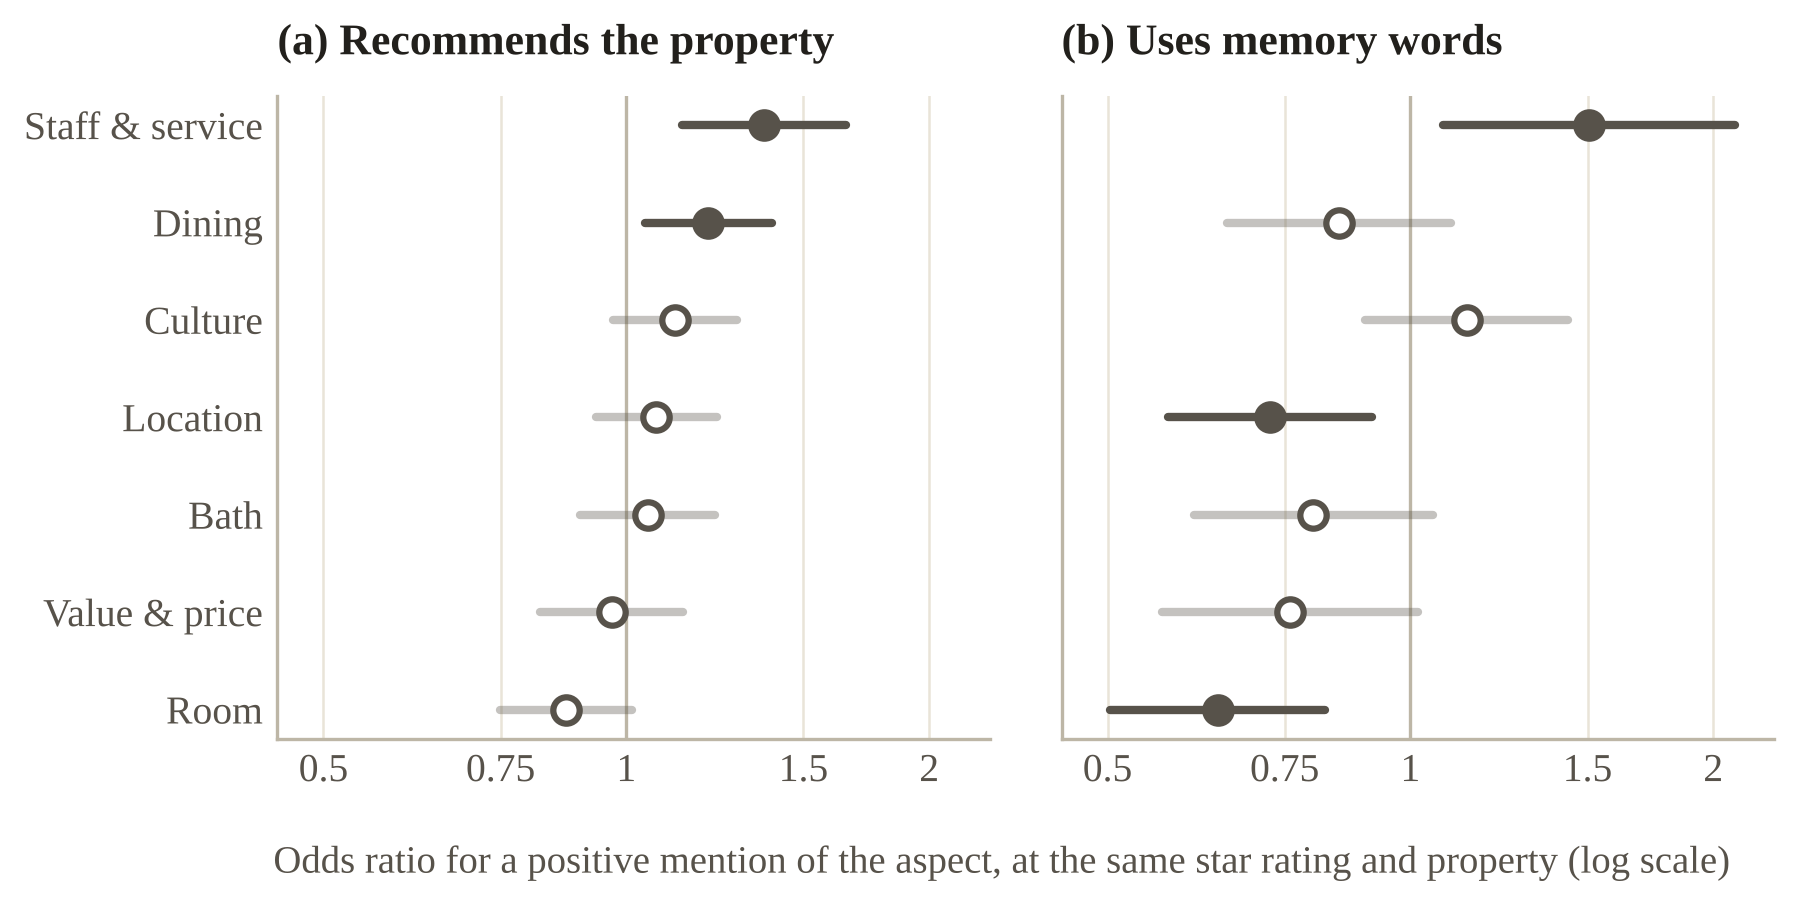 (a) Recommends the property
(b) Uses memory words
Staff & service
Dining
Culture
Location
Bath
Value & price
Room
0.5 0.75 1 1.5 2
0.5 0.75 1 1.5 2
Odds ratio for a positive mention of the aspect, at the same star rating and property (log scale)